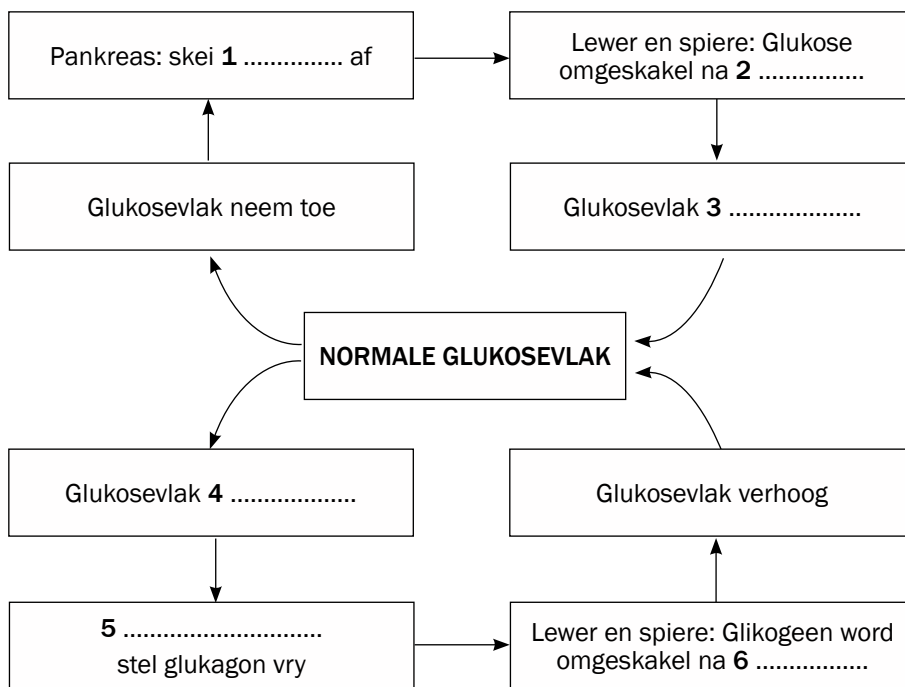 Pankreas: skei 1 ............... af
Lewer en spiere: Glukose
omgeskakel na 2 ................
Glukosevlak neem toe
Glukosevlak 3 ....................
NORMALE GLUKOSEVLAK
Glukosevlak 4 ...................
Glukosevlak verhoog
5 .............................
stel glukagon vry
Lewer en spiere: Glikogeen word
omgeskakel na 6 ................